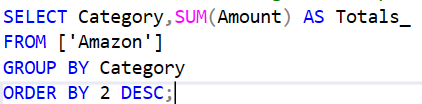 SELECT Category,SUM(Amount) AS Totals_
FROM ['Amazon']
GROUP BY Category
ORDER BY 2 DESC;